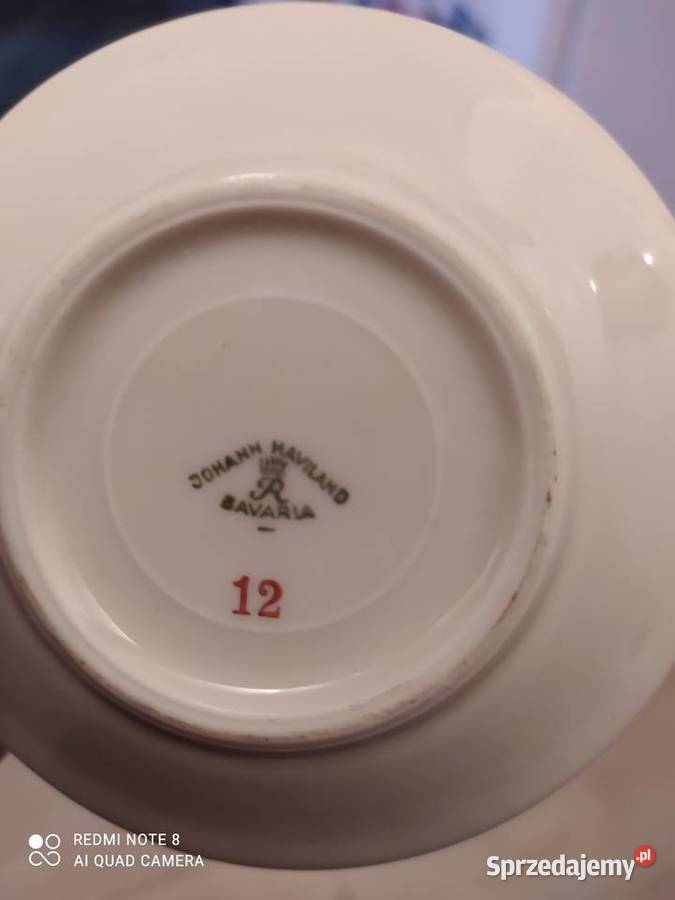 JOHANN HAVILAND
R
BAVARIA
12
REDMI NOTE 8
AI QUAD CAMERA
Sprzedajemy.pl